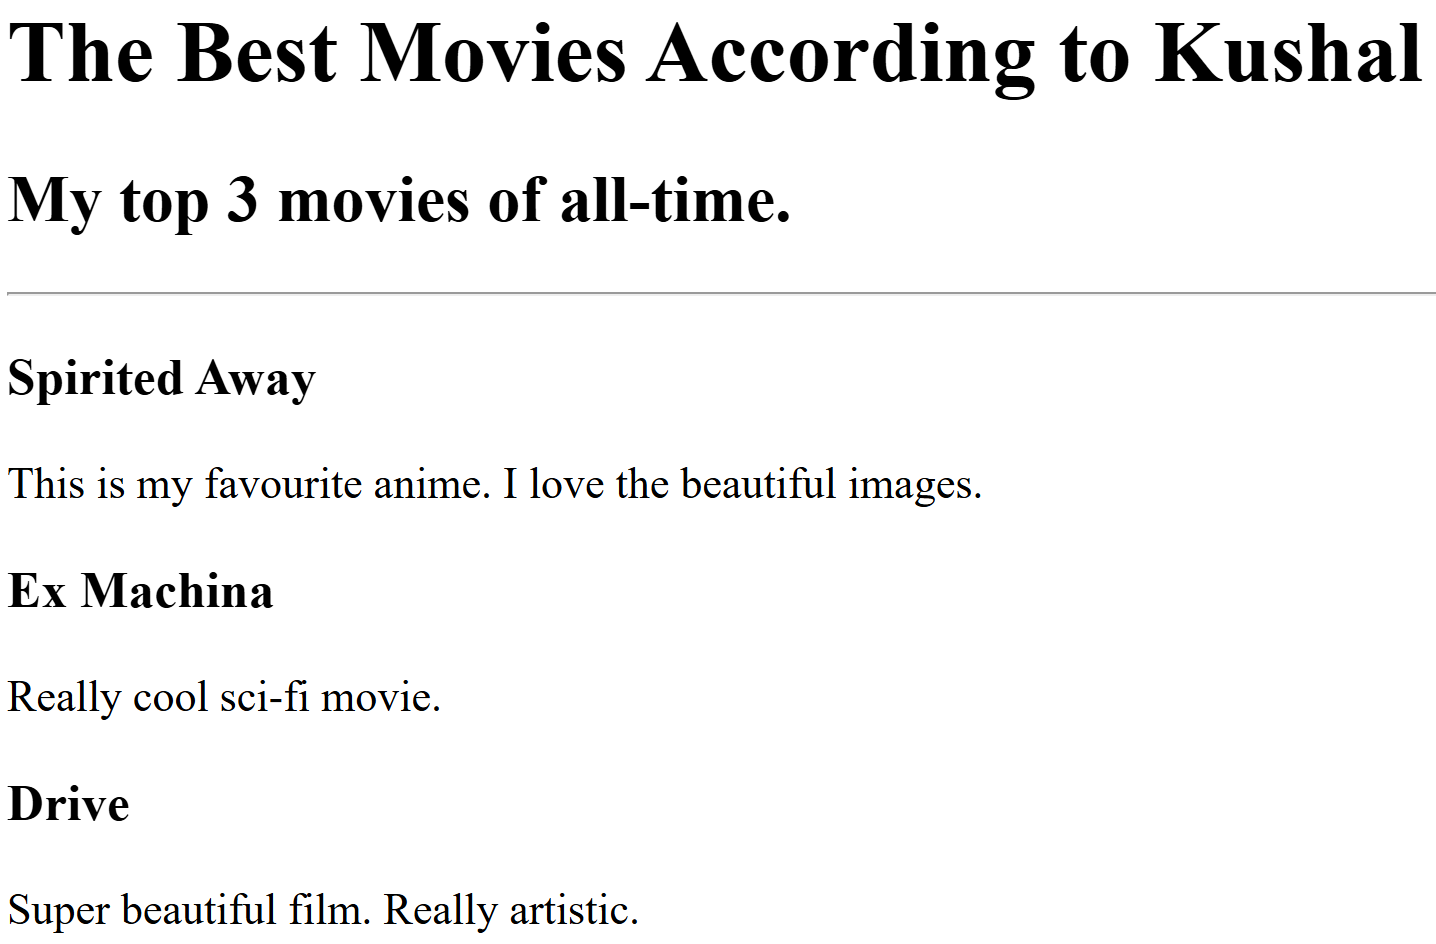 The Best Movies According to Kushal
My top 3 movies of all-time.
Spirited Away
This is my favourite anime. I love the beautiful images.
Ex Machina
Really cool sci-fi movie.
Drive
Super beautiful film. Really artistic.